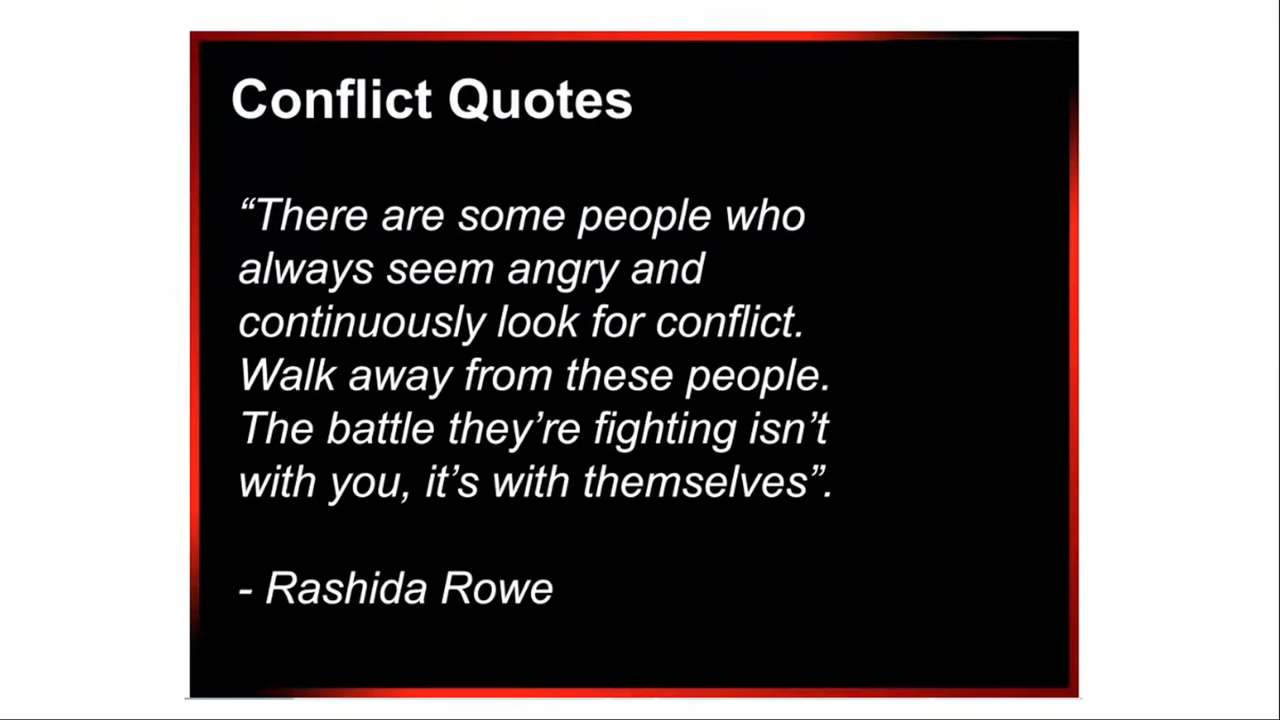 Conflict Quotes
“There are some people who
always seem angry and
continuously look for conflict.
Walk away from these people.
The battle they’re fighting isn’t
with you, it’s with themselves”.
- Rashida Rowe